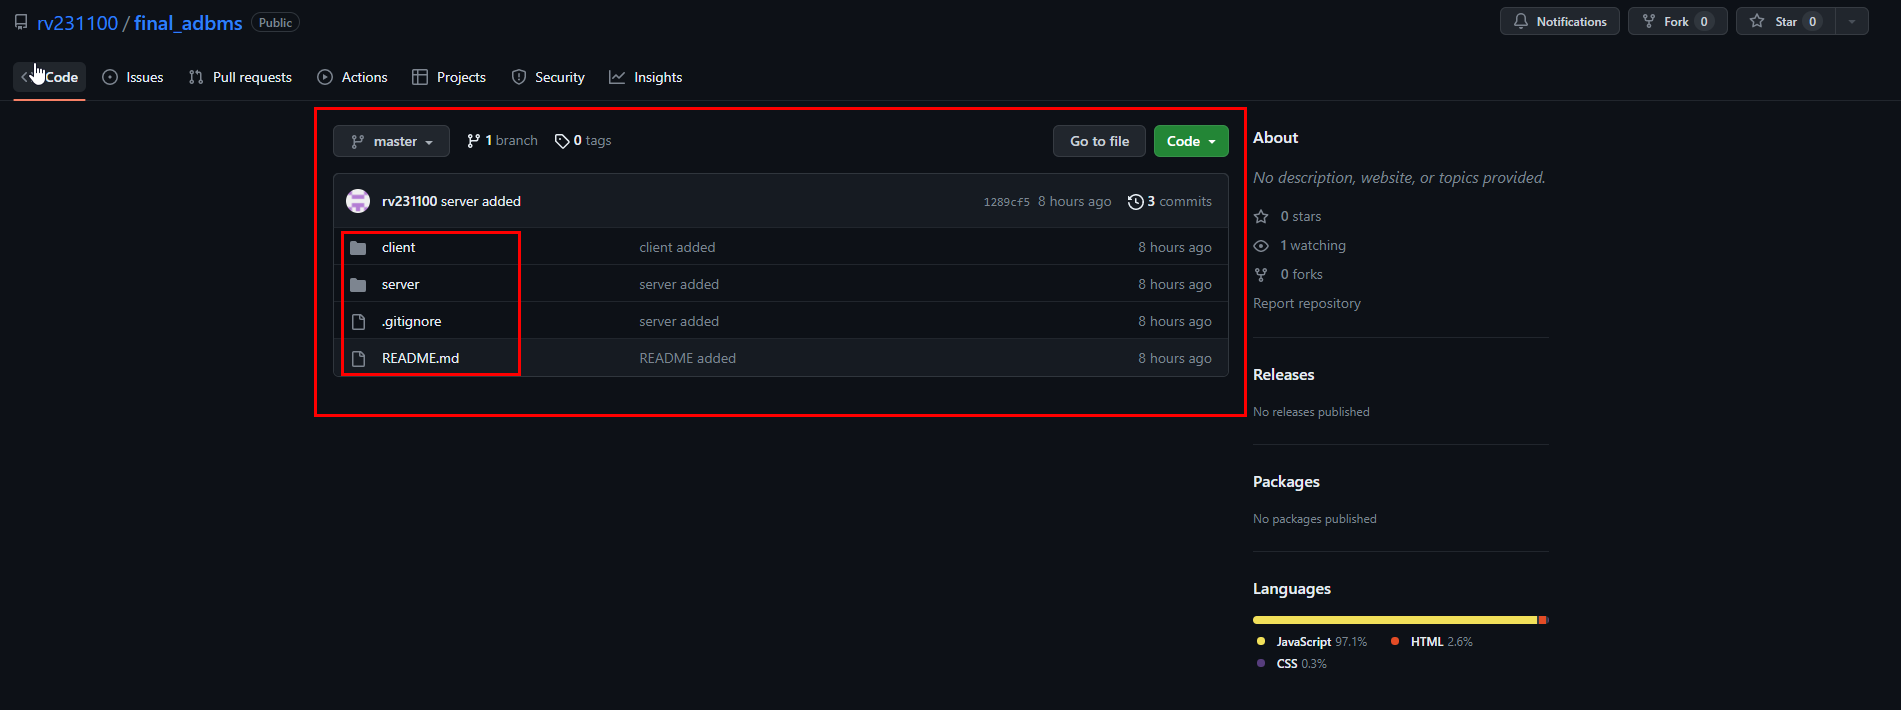 rv231100 / final_adbms Public
Notifications Fork 0 Star 0
Code Issues Pull requests Actions Projects Security Insights
master 1 branch 0 tags Go to file Code
rv231100 server added 1289cf5 8 hours ago 3 commits
client client added 8 hours ago
server server added 8 hours ago
.gitignore server added 8 hours ago
README.md README added 8 hours ago
About
No description, website, or topics provided.
0 stars
1 watching
0 forks
Report repository
Releases
No releases published
Packages
No packages published
Languages
JavaScript 97.1% HTML 2.6%
CSS 0.3%